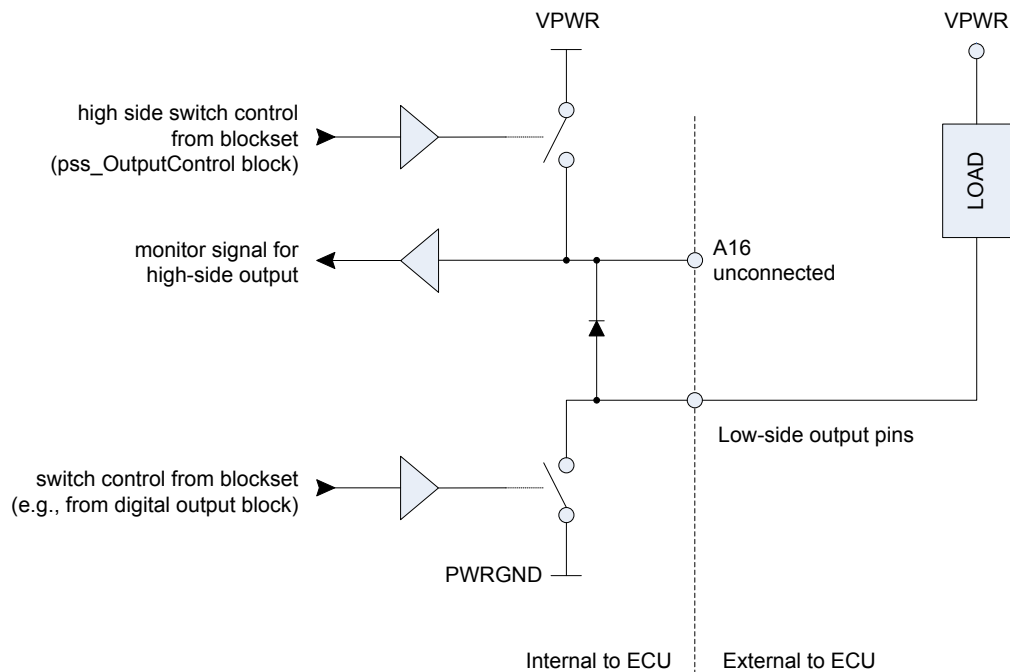 VPWR
VPWR
high side switch control
from blockset
(pss_OutputControl block)
LOAD
monitor signal for
high-side output
A16
unconnected
Low-side output pins
switch control from blockset
(e.g., from digital output block)
PWRGND
Internal to ECU
External to ECU